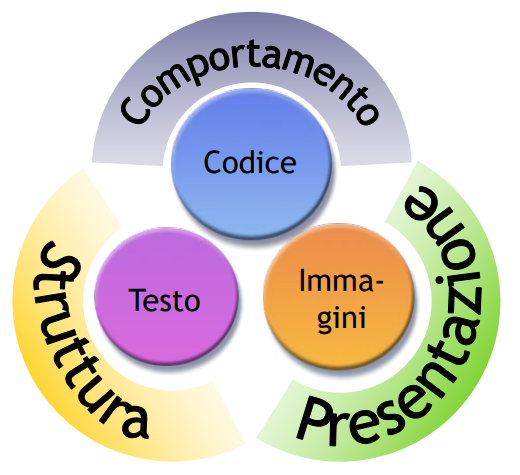 Comportamento
Codice
Struttura
Testo
Imma-
gini
Presentazione